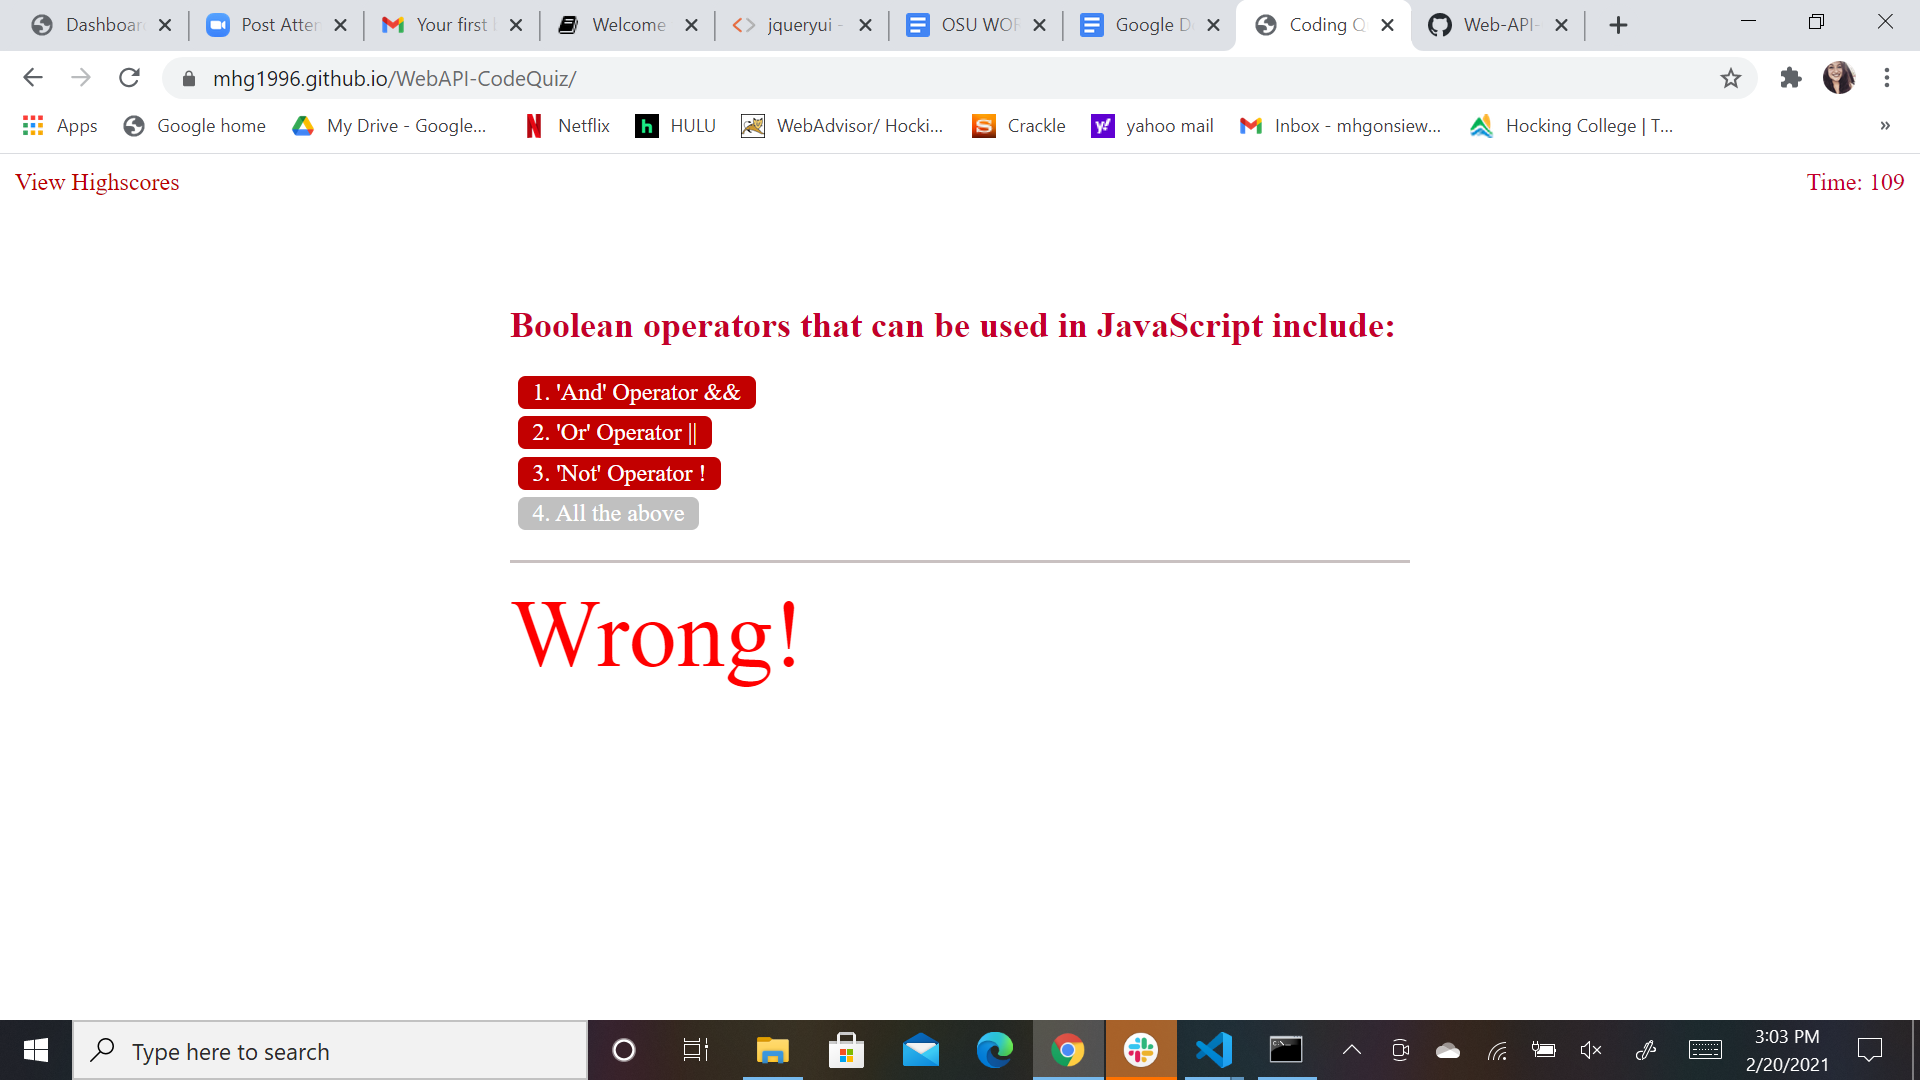 Dashboar
Post Atter
Your first
Welcome
jqueryui -
OSU WOF
Google D
Coding Q
Web-API-
mhg1996.github.io/WebAPI-CodeQuiz/
Apps
Google home
My Drive - Google...
Netflix
HULU
WebAdvisor/ Hocki...
Crackle
yahoo mail
Inbox - mhgonsiew...
Hocking College | T...
»
View Highscores
Time: 109
Boolean operators that can be used in JavaScript include:
1. 'And' Operator &&
2. 'Or' Operator ||
3. 'Not' Operator !
4. All the above
Wrong!
Type here to search
3:03 PM
2/20/2021